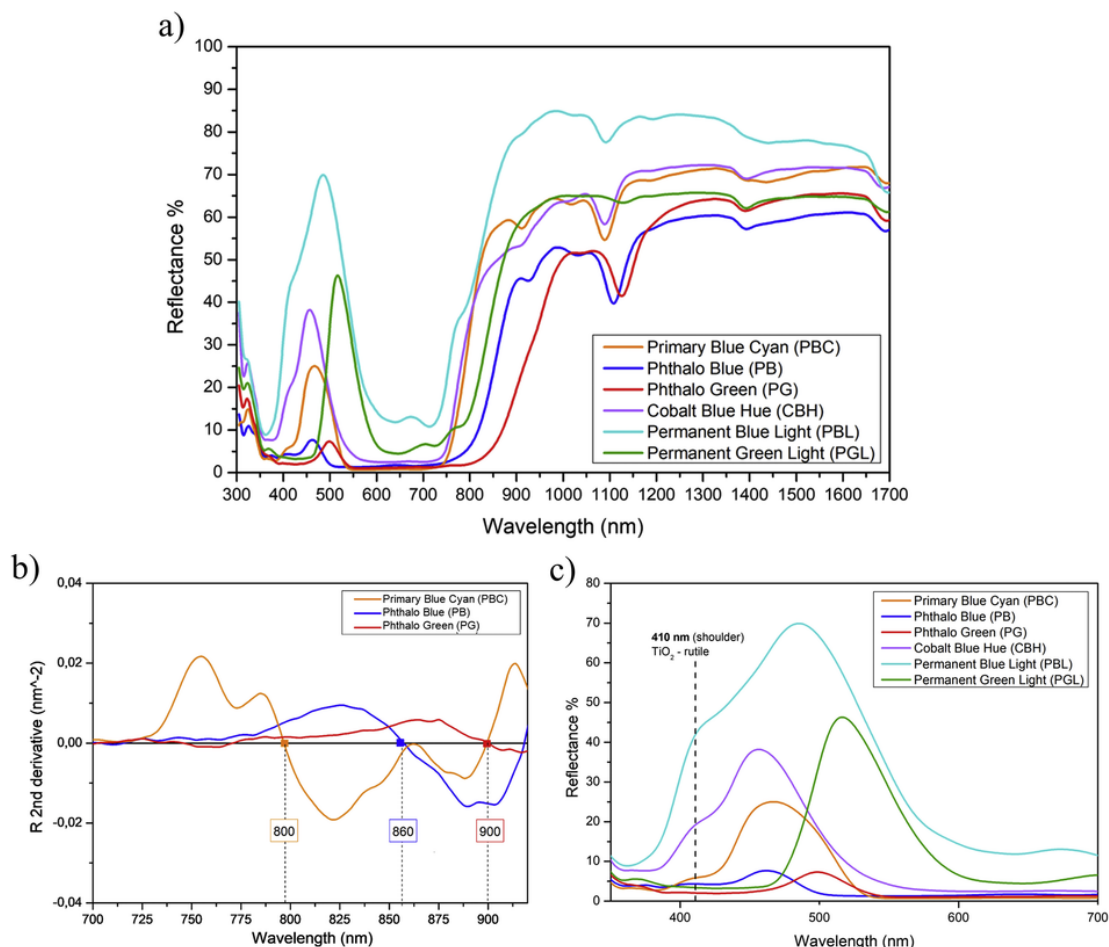 a)
100
90
80
70
60
50
40
30
20
10
0
Reflectance %
300 400 500 600 700 800 900 1000 1100 1200 1300 1400 1500 1600 1700
Wavelength (nm)
Primary Blue Cyan (PBC)
Phthalo Blue (PB)
Phthalo Green (PG)
Cobalt Blue Hue (CBH)
Permanent Blue Light (PBL)
Permanent Green Light (PGL)
b)
0,04
0,02
0,00
-0,02
-0,04
R 2nd derivative (nm^-2)
Primary Blue Cyan (PBC)
Phthalo Blue (PB)
Phthalo Green (PG)
800
860
900
700 725 750 775 800 825 850 875 900
Wavelength (nm)
c)
80
70
60
50
40
30
20
10
0
Reflectance %
410 nm (shoulder)
TiO2 - rutile
Primary Blue Cyan (PBC)
Phthalo Blue (PB)
Phthalo Green (PG)
Cobalt Blue Hue (CBH)
Permanent Blue Light (PBL)
Permanent Green Light (PGL)
400 500 600 700
Wavelength (nm)